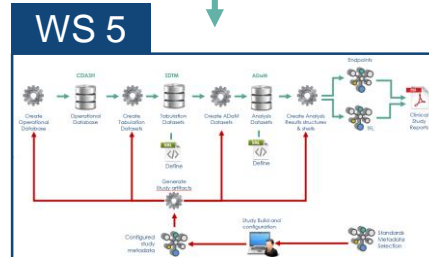 WS 5
CDASH
SDTM
ADaM
Endpoints
Create
Operational
Database
Operational
Database
Create
Tabulation
Datasets
Tabulation
Datasets
Create ADaM
Datasets
Analysis
Datasets
Create Analysis
Results structures
& shells
TFL
Clinical
Study
Reports
XML
Define
XML
Define
Generate
Study artifacts
Configured
study
metadata
Study Build and
configuration
Standards
Metadata
Selection